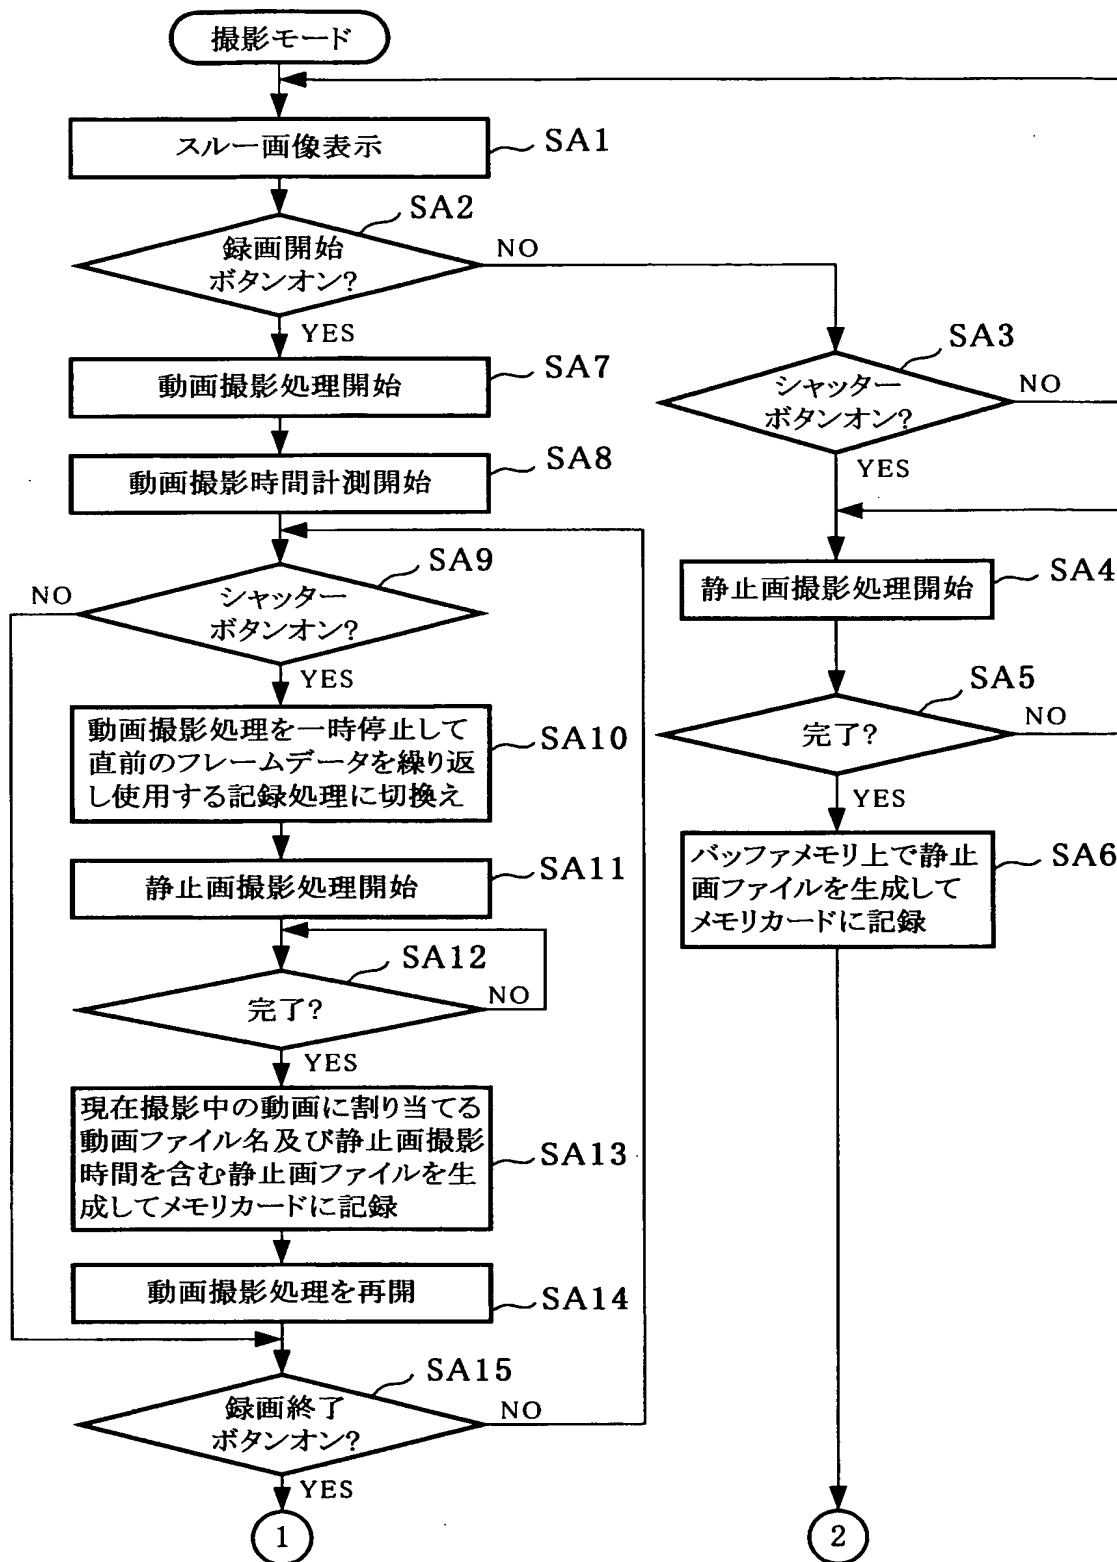 撮影モード
スルー画像表示
SA1
SA2
録画開始
ボタンオン?
NO
YES
動画撮影処理開始
SA7
動画撮影時間計測開始
SA8
SA9
シャッター
ボタンオン?
NO
YES
動画撮影処理を一時停止して
直前のフレームデータを繰り返
し使用する記録処理に切換え
SA10
静止画撮影処理開始
SA11
SA12
完了?
NO
YES
現在撮影中の動画に割り当てる
動画ファイル名及び静止画撮影
時間を含む静止画ファイルを生
成してメモリカードに記録
SA13
動画撮影処理を再開
SA14
SA15
録画終了
ボタンオン?
NO
YES
1
SA3
シャッター
ボタンオン?
NO
YES
静止画撮影処理開始
SA4
SA5
完了?
NO
YES
バッファメモリ上で静止
画ファイルを生成して
メモリカードに記録
SA6
2